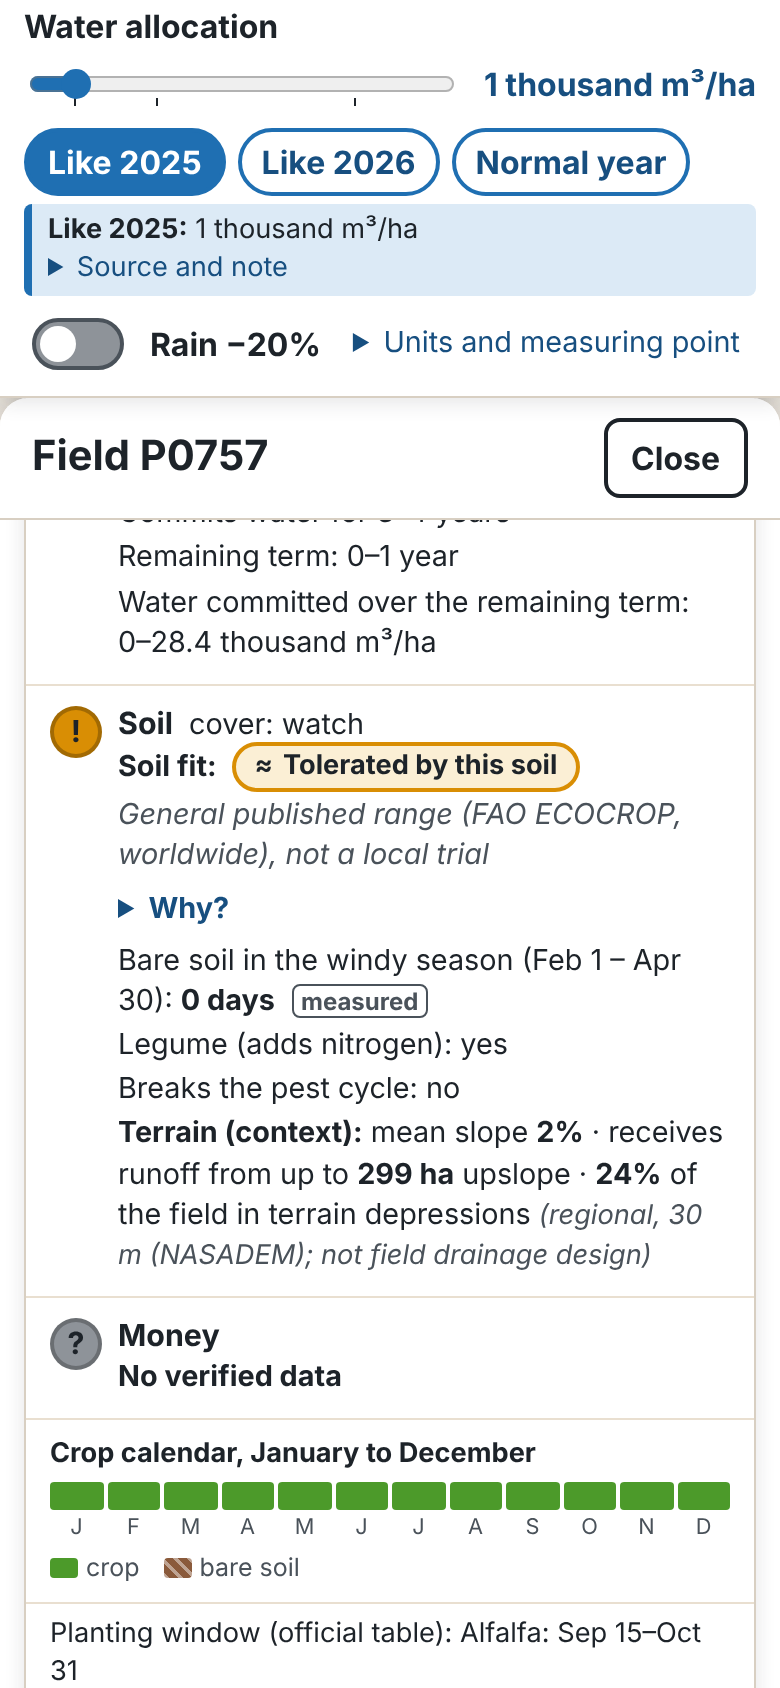 Water allocation
1 thousand m³/ha
Like 2025
Like 2026
Normal year
Like 2025: 1 thousand m³/ha
▶ Source and note
Rain −20%
▶ Units and measuring point
Field P0757
Close
Remaining term: 0–1 year
Water committed over the remaining term:
0–28.4 thousand m³/ha
! Soil cover: watch
Soil fit: ≈ Tolerated by this soil
General published range (FAO ECOCROP,
worldwide), not a local trial
▶ Why?
Bare soil in the windy season (Feb 1 – Apr
30): 0 days measured
Legume (adds nitrogen): yes
Breaks the pest cycle: no
Terrain (context): mean slope 2% · receives
runoff from up to 299 ha upslope · 24% of
the field in terrain depressions (regional, 30
m (NASADEM); not field drainage design)
? Money
No verified data
Crop calendar, January to December
J F M A M J J A S O N D
crop bare soil
Planting window (official table): Alfalfa: Sep 15–Oct
31